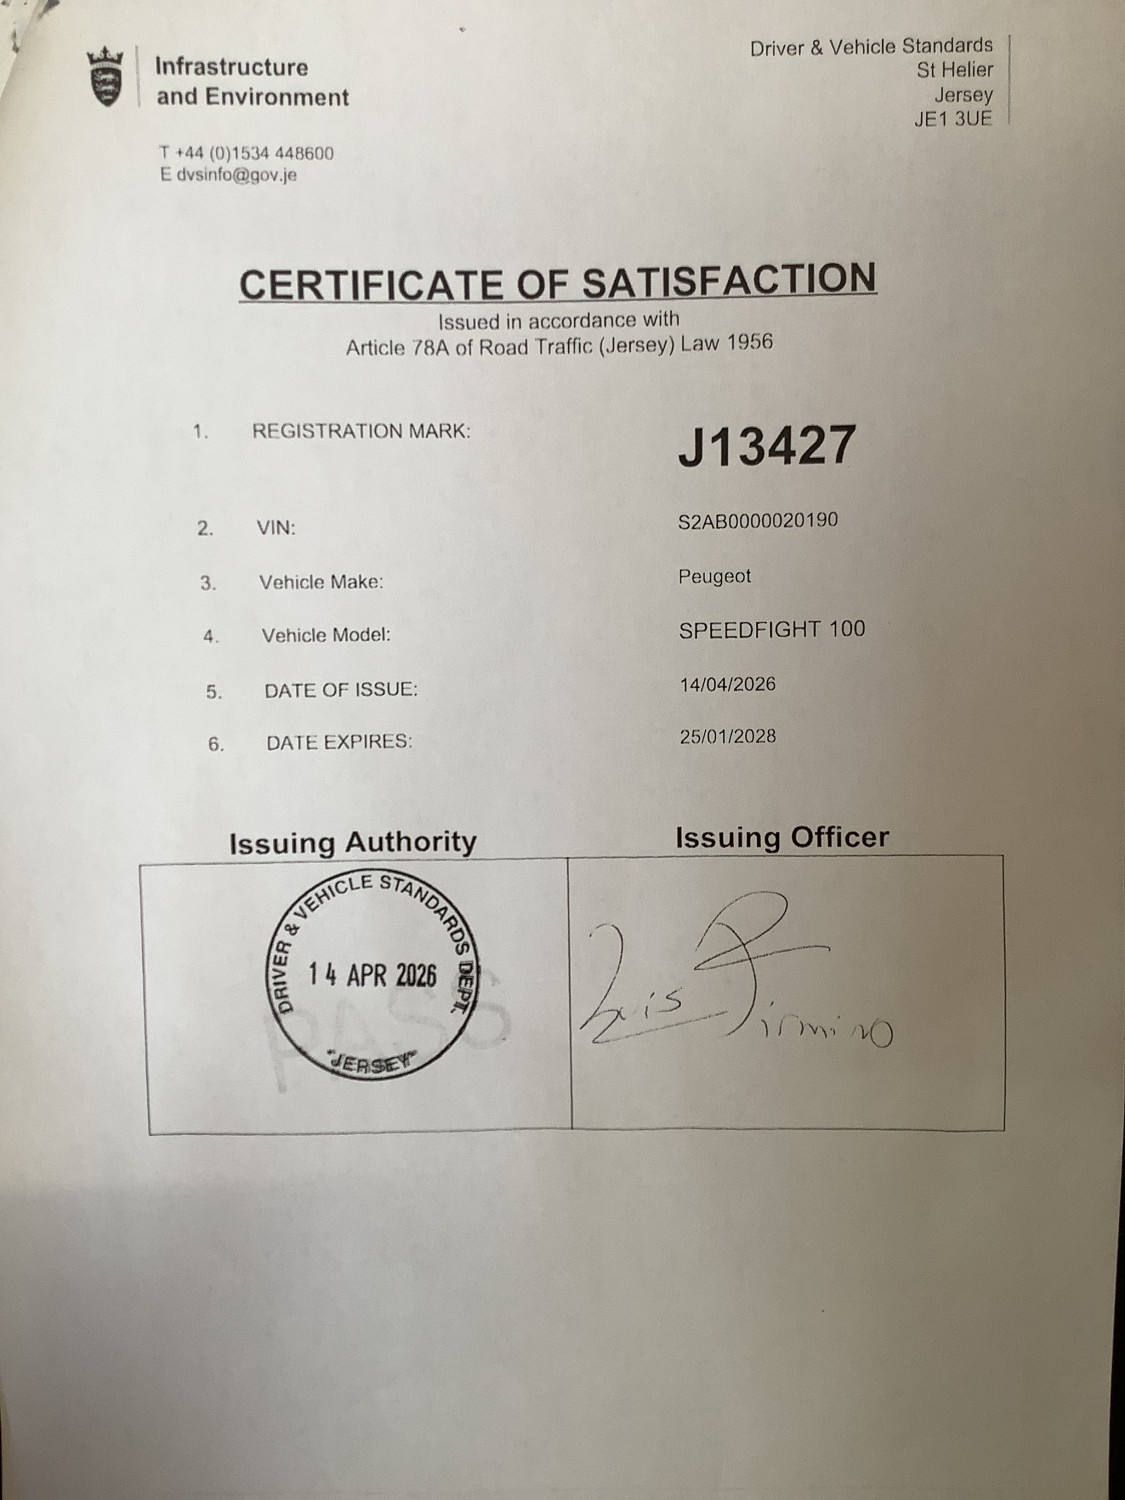 Infrastructure
and Environment
T +44 (0)1534 448600
E dvsinfo@gov.je
Driver & Vehicle Standards
St Helier
Jersey
JE1 3UE
CERTIFICATE OF SATISFACTION
Issued in accordance with
Article 78A of Road Traffic (Jersey) Law 1956
1. REGISTRATION MARK: J13427
2. VIN: S2AB0000020190
3. Vehicle Make: Peugeot
4. Vehicle Model: SPEEDFIGHT 100
5. DATE OF ISSUE: 14/04/2026
6. DATE EXPIRES: 25/01/2028
Issuing Authority Issuing Officer
DRIVER & VEHICLE STANDARDS DEPT.
14 APR 2026
"JERSEY"
PASS
Luis Firmino